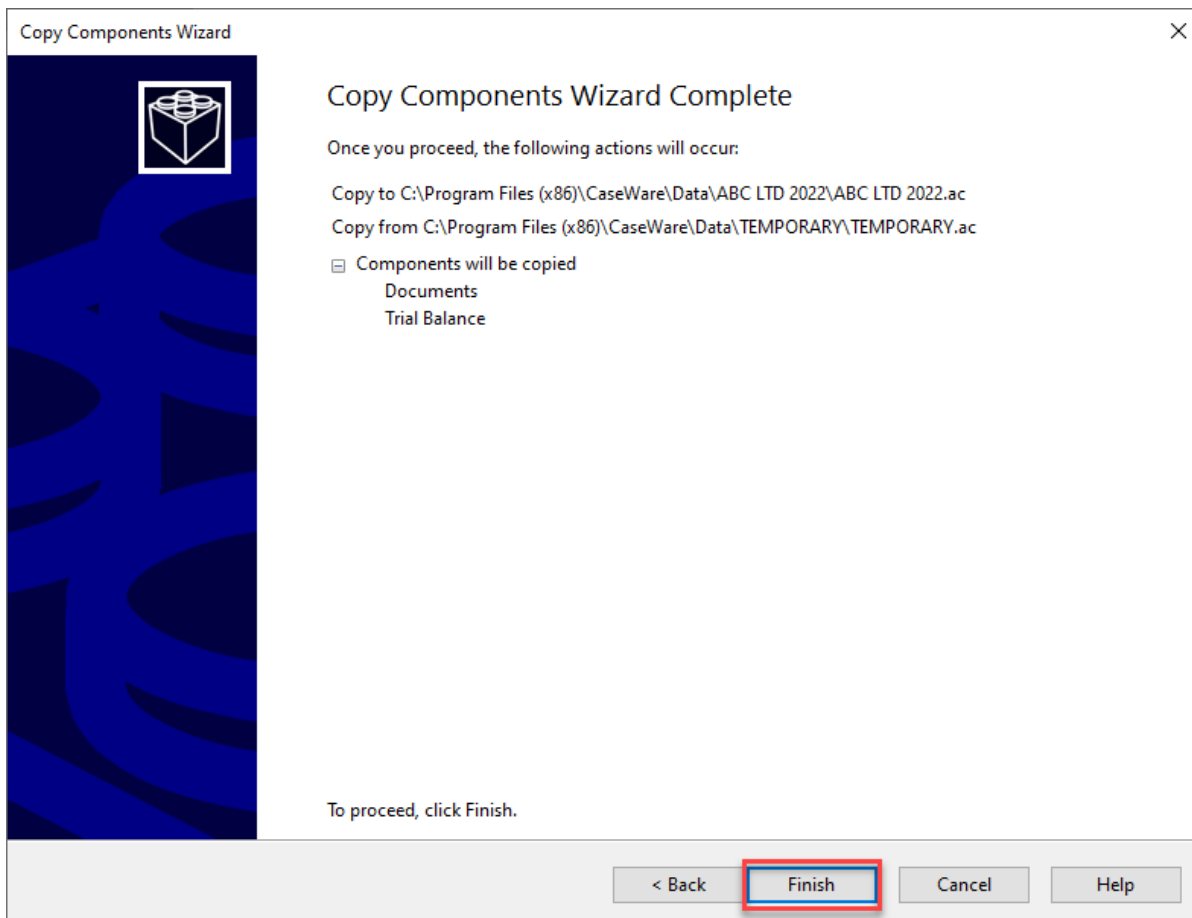 Copy Components Wizard
Copy Components Wizard Complete
Once you proceed, the following actions will occur:
Copy to C:\Program Files (x86)\CaseWare\Data\ABC LTD 2022\ABC LTD 2022.ac
Copy from C:\Program Files (x86)\CaseWare\Data\TEMPORARY\TEMPORARY.ac
Components will be copied
Documents
Trial Balance
To proceed, click Finish.
< Back Finish Cancel Help